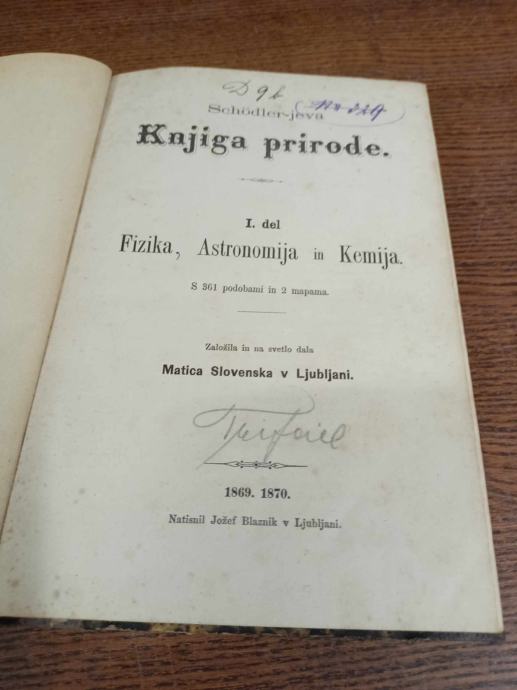 D 9b
Schödler-jeva
Knjiga prirode.
I. del
Fizika, Astronomija in Kemija.
S 361 podobami in 2 mapama.
Založila in na svetlo dala
Matica Slovenska v Ljubljani.
1869. 1870.
Natisnil Jožef Blaznik v Ljubljani.